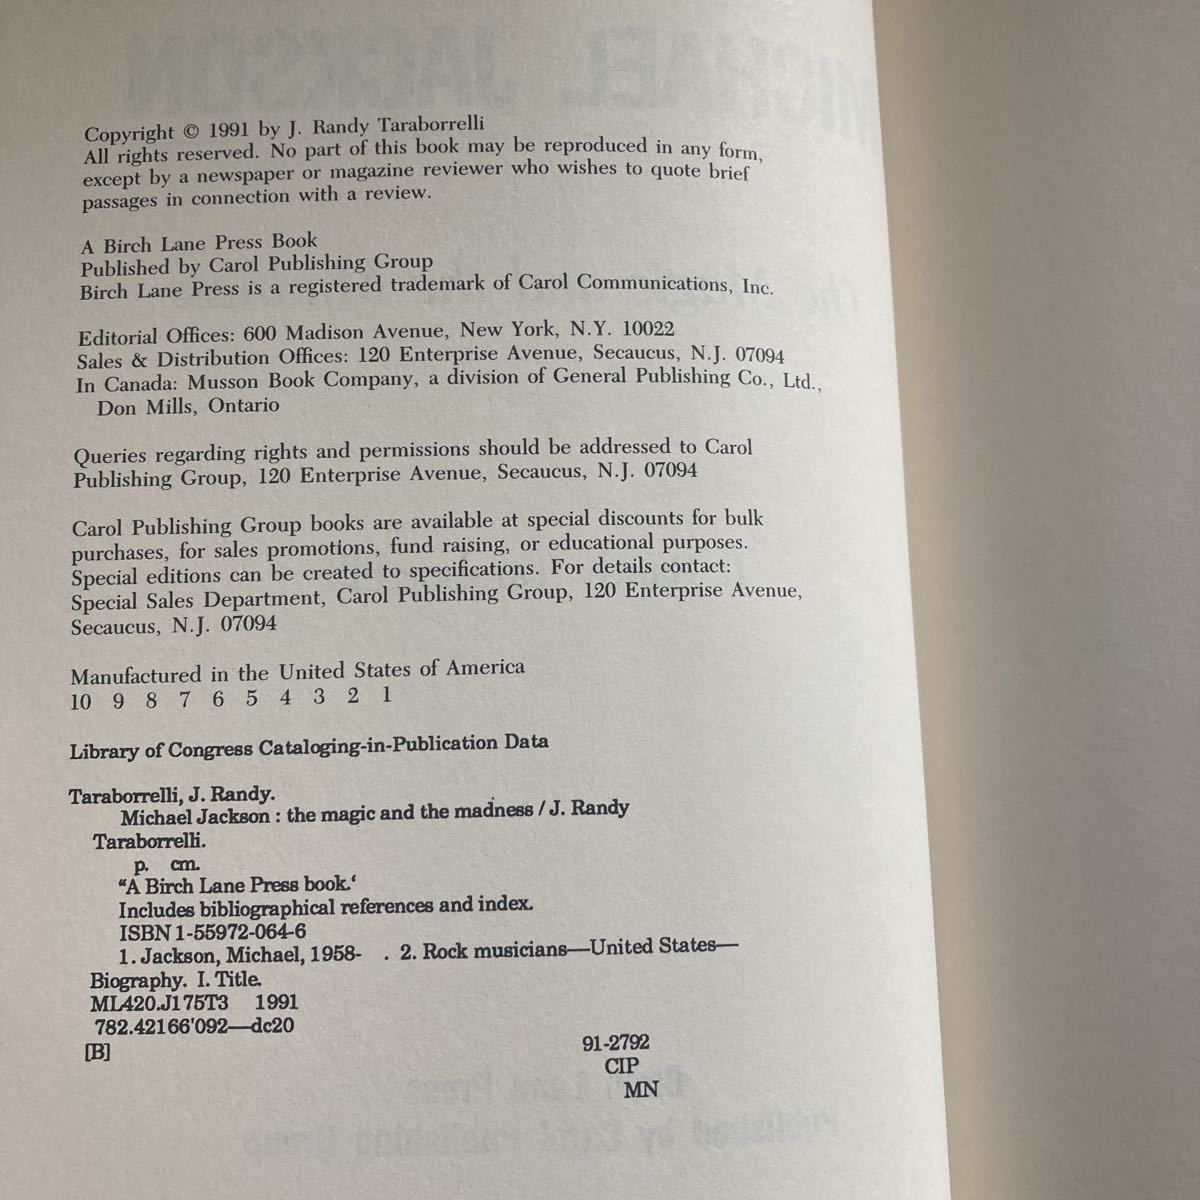 Copyright © 1991 by J. Randy Taraborrelli
All rights reserved. No part of this book may be reproduced in any form,
except by a newspaper or magazine reviewer who wishes to quote brief
passages in connection with a review.
A Birch Lane Press Book
Published by Carol Publishing Group
Birch Lane Press is a registered trademark of Carol Communications, Inc.
Editorial Offices: 600 Madison Avenue, New York, N.Y. 10022
Sales & Distribution Offices: 120 Enterprise Avenue, Secaucus, N.J. 07094
In Canada: Musson Book Company, a division of General Publishing Co., Ltd.,
Don Mills, Ontario
Queries regarding rights and permissions should be addressed to Carol
Publishing Group, 120 Enterprise Avenue, Secaucus, N.J. 07094
Carol Publishing Group books are available at special discounts for bulk
purchases, for sales promotions, fund raising, or educational purposes.
Special editions can be created to specifications. For details contact:
Special Sales Department, Carol Publishing Group, 120 Enterprise Avenue,
Secaucus, N.J. 07094
Manufactured in the United States of America
10 9 8 7 6 5 4 3 2 1
Library of Congress Cataloging-in-Publication Data
Taraborrelli, J. Randy.
Michael Jackson : the magic and the madness / J. Randy
Taraborrelli.
p. cm.
“A Birch Lane Press book.‘
Includes bibliographical references and index.
ISBN 1-55972-064-6
1. Jackson, Michael, 1958- . 2. Rock musicians—United States—
Biography. I. Title.
ML420.J175T3 1991
782.42166'092—dc20
[B]
91-2792
CIP
MN